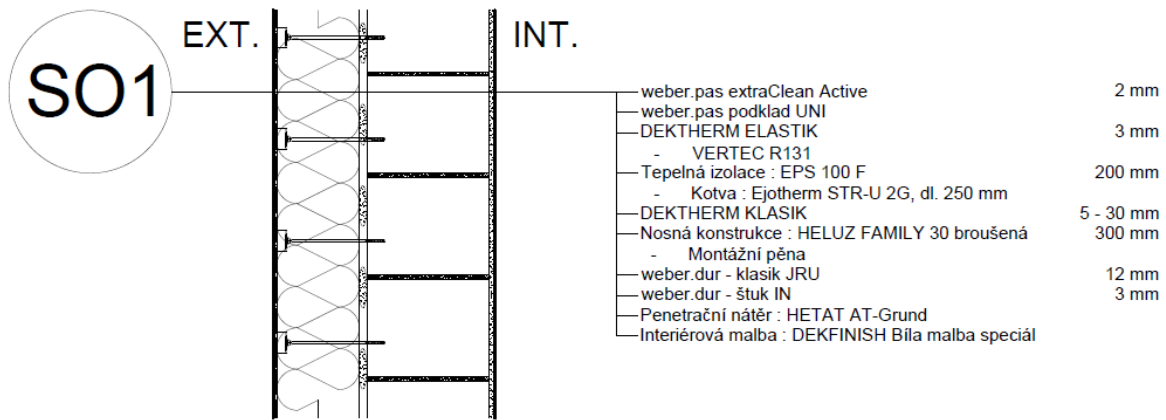 SO1
EXT.
INT.
weber.pas extraClean Active 2 mm
weber.pas podklad UNI
DEKTHERM ELASTIK 3 mm
- VERTEC R131
Tepelná izolace : EPS 100 F 200 mm
- Kotva : Ejotherm STR-U 2G, dl. 250 mm
DEKTHERM KLASIK 5 - 30 mm
Nosná konstrukce : HELUZ FAMILY 30 broušená 300 mm
- Montážní pěna
weber.dur - klasik JRU 12 mm
weber.dur - štuk IN 3 mm
Penetrační nátěr : HETAT AT-Grund
Interiérová malba : DEKFINISH Bíla malba speciál